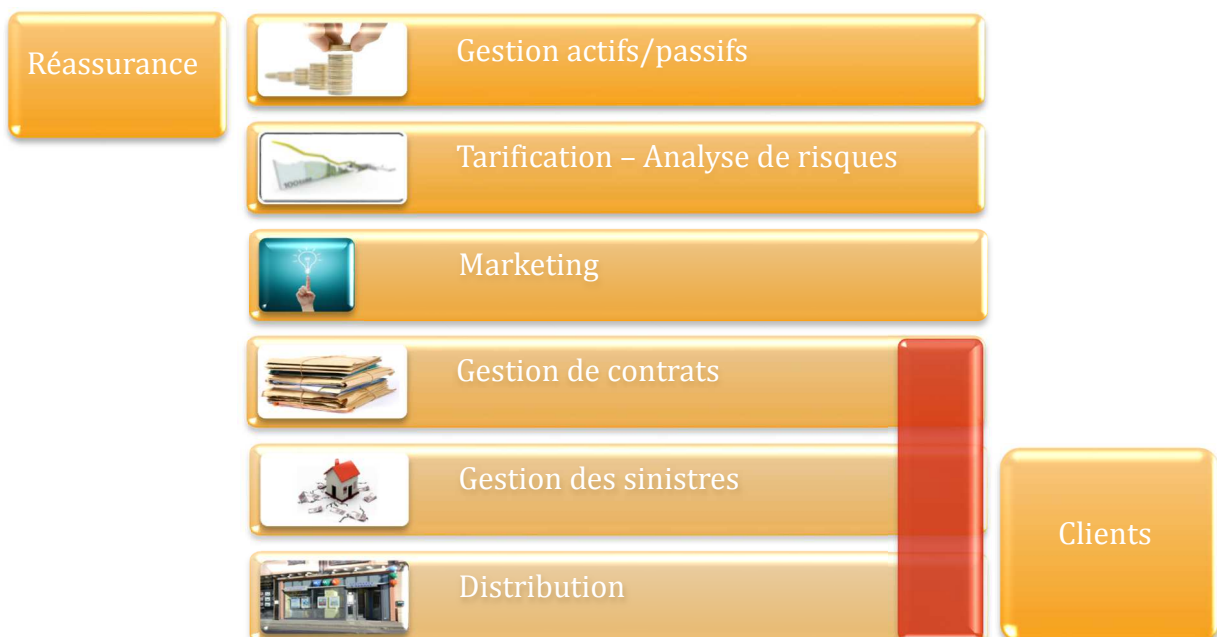 Réassurance
Gestion actifs/passifs
Tarification – Analyse de risques
Marketing
Gestion de contrats
Gestion des sinistres
Distribution
Clients